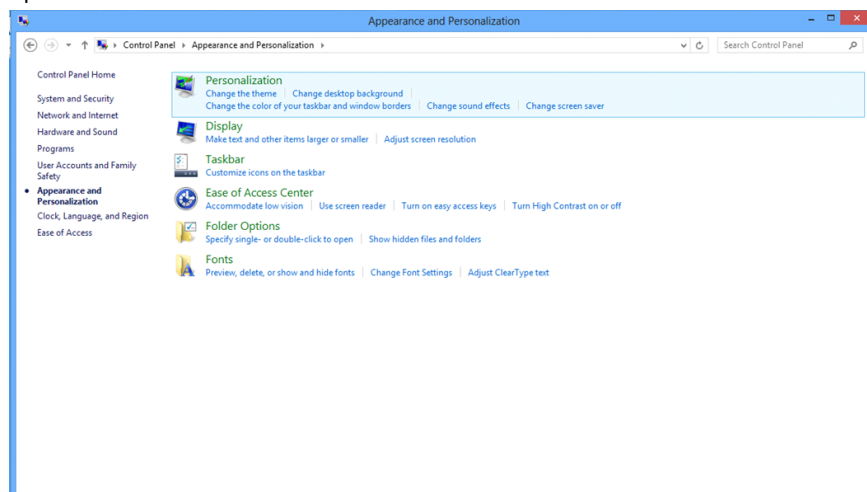 Appearance and Personalization
Control Panel Appearance and Personalization
Search Control Panel
Control Panel Home
System and Security
Network and Internet
Hardware and Sound
Programs
User Accounts and Family
Safety
Appearance and
Personalization
Clock, Language, and Region
Ease of Access
Personalization
Change the theme Change desktop background
Change the color of your taskbar and window borders Change sound effects Change screen saver
Display
Make text and other items larger or smaller Adjust screen resolution
Taskbar
Customize icons on the taskbar
Ease of Access Center
Accommodate low vision Use screen reader Turn on easy access keys Turn High Contrast on or off
Folder Options
Specify single- or double-click to open Show hidden files and folders
Fonts
Preview, delete, or show and hide fonts Change Font Settings Adjust ClearType text